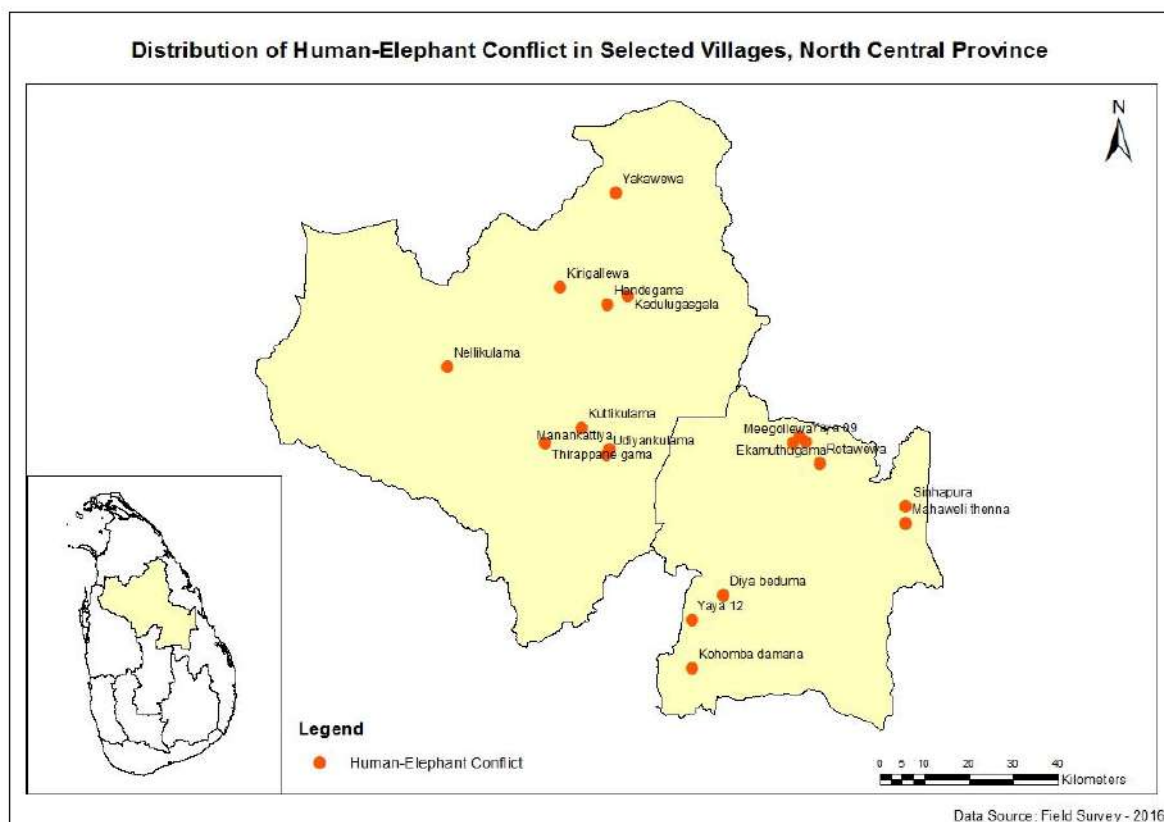 Distribution of Human-Elephant Conflict in Selected Villages, North Central Province
N
Yakawewa
Kirigallewa
Handegama
Kadulugasgala
Nellikulama
Kuttikulama
Manankattiya
Udiyankulama
Thirappane gama
Meegollewa Yaya 09
Ekamuthugama Rotawewa
Sinhapura
Mahaweli thenna
Diya beduma
Yaya 12
Kohomba damana
Legend
Human-Elephant Conflict
0 5 10 20 30 40
Kilometers
Data Source: Field Survey - 2016